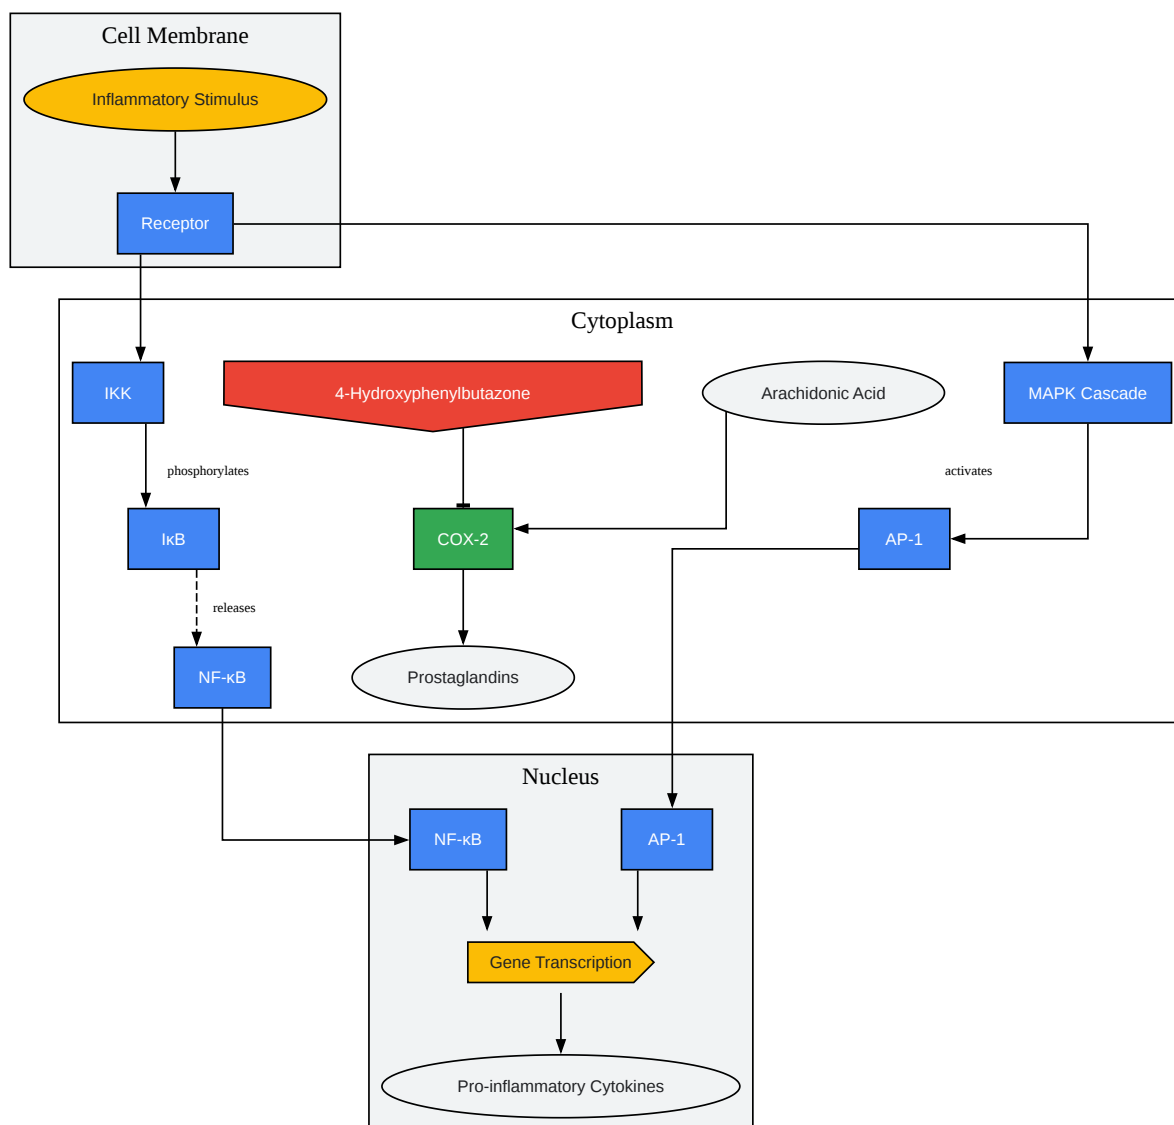 Cell Membrane
Inflammatory Stimulus
Receptor
Cytoplasm
IKK
4-Hydroxyphenylbutazone
Arachidonic Acid
MAPK Cascade
phosphorylates
activates
IκB
COX-2
AP-1
releases
NF-κB
Prostaglandins
Nucleus
NF-κB
AP-1
Gene Transcription
Pro-inflammatory Cytokines